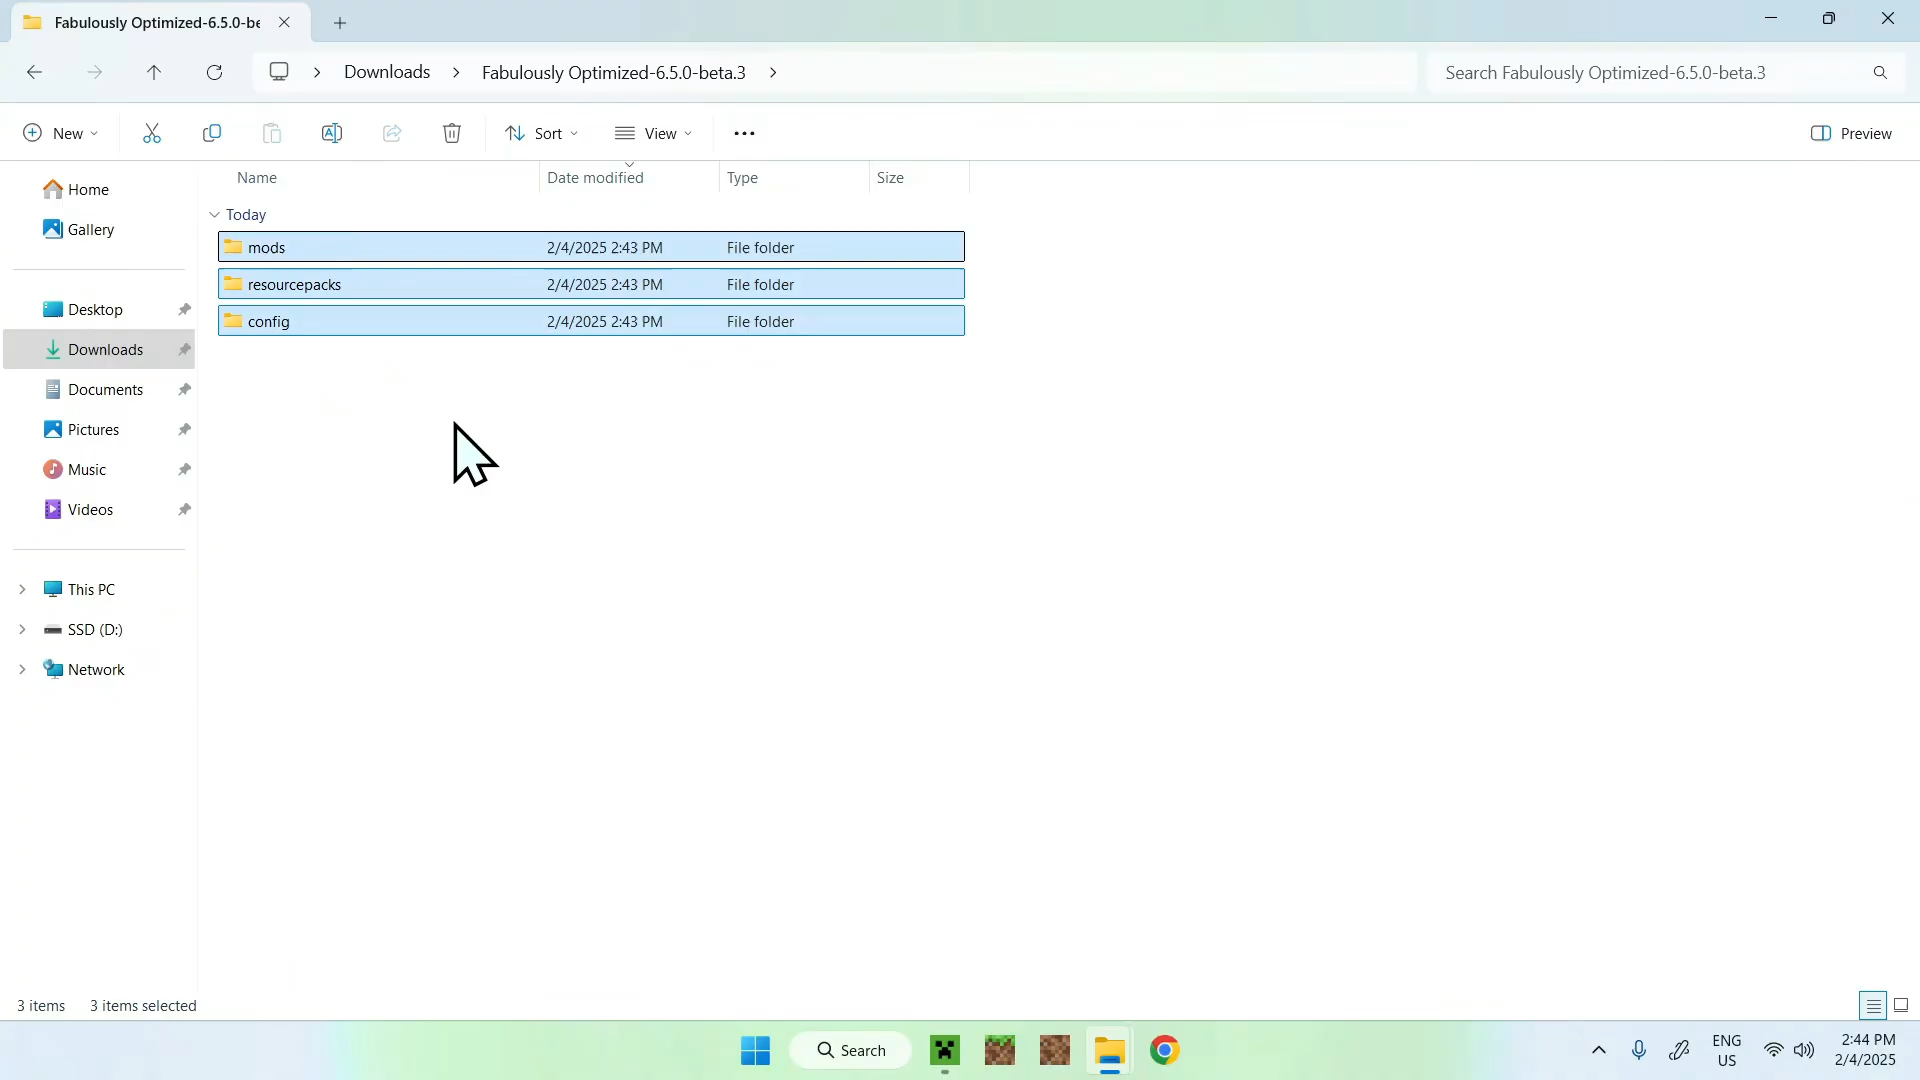 Fabulously Optimized-6.5.0-be
Downloads
Fabulously Optimized-6.5.0-beta.3
Search Fabulously Optimized-6.5.0-beta.3
New
Sort
View
Preview
Name
Date modified
Type
Size
Home
Gallery
Desktop
Downloads
Documents
Pictures
Music
Videos
This PC
SSD (D:)
Network
Today
mods 2/4/2025 2:43 PM File folder
resourcepacks 2/4/2025 2:43 PM File folder
config 2/4/2025 2:43 PM File folder
3 items 3 items selected
Search
ENG
US
2:44 PM
2/4/2025